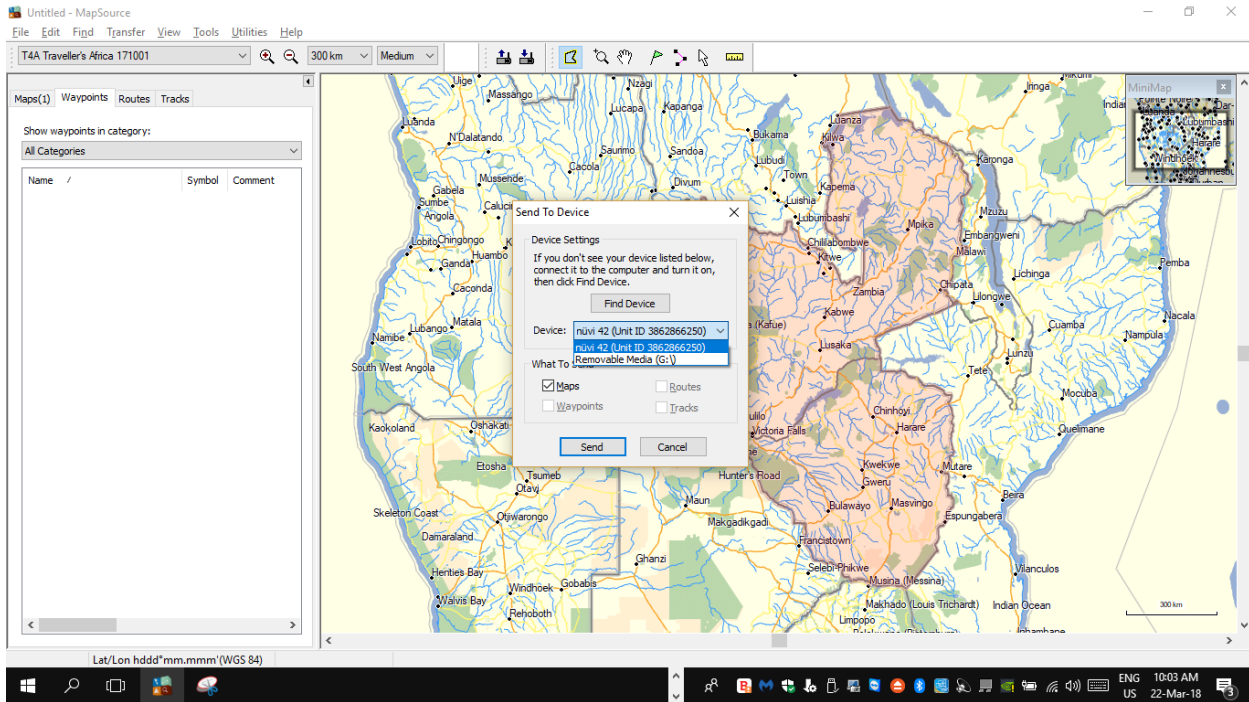 Untitled - MapSource
File Edit Find Transfer View Tools Utilities Help
T4A Traveller's Africa 171001
300 km
Medium
Maps(1) Waypoints Routes Tracks
Show waypoints in category:
All Categories
Name / Symbol Comment
Send To Device
Device Settings
If you don't see your device listed below,
connect it to the computer and turn it on,
then click Find Device.
Find Device
Device: nüvi 42 (Unit ID 3862866250)
nüvi 42 (Unit ID 3862866250)
Removable Media (G:\)
Maps
Routes
Waypoints
Tracks
Send
Cancel
MiniMap
Lubumbashi
Harare
Windhoek
Uige
Massango
Nzagi
Iringa
Luanda
Lucapa
Kapanga
Luanza
N'Dalatando
Bukama
Kilwa
Saurimo
Sandoa
Cacola
Lubudi
Karonga
Mussende
Divum
Town
Kapema
Gabela
Sumbe
Luishia
Angola
Lubumbashi
Mpika
Mzuzu
Lobito
Chingongo
Chililabombwe
Embangweni
Huambo
Kitwe
Malawi
Ganda
Pemba
Caconda
Zambia
Chipata
Lichinga
Lilongwe
Kabwe
Nacala
Lubango
Matala
(Kafue)
Cuamba
Namibe
Lusaka
Nampula
Lunzu
South West Angola
Tete
Mocuba
Chinhoyi
Kaokoland
Oshakati
Victoria Falls
Harare
Quelimane
Etosha
Tsumeb
Hunter's Road
Kwekwe
Mutare
Otavi
Gweru
Maun
Beira
Skeleton Coast
Otjiwarongo
Bulawayo
Masvingo
Makgadikgadi
Espungabera
Damaraland
Francistown
Ghanzi
Henties Bay
Selebi-Phikwe
Vilanculos
Windhoek
Gobabis
Musina (Messina)
Walvis Bay
Makhado (Louis Trichardt)
Indian Ocean
300 km
Rehoboth
Limpopo
Lat/Lon hddd°mm.mmm'(WGS 84)
ENG
US
10:03 AM
22-Mar-18
3